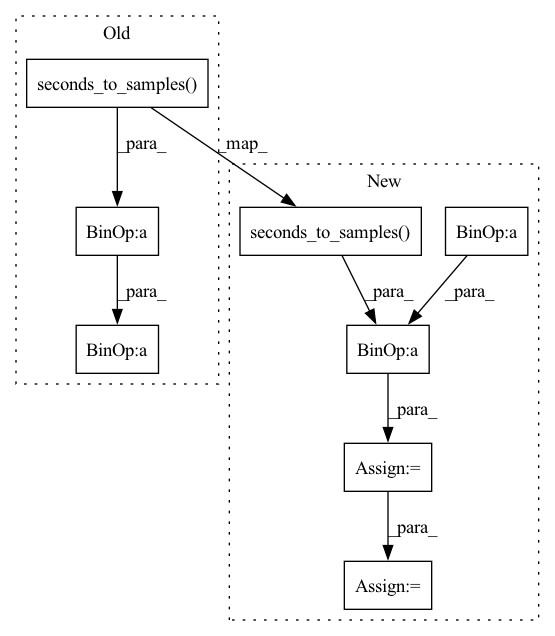 Old
seconds_to_samples()
_para_
_map_
New
BinOp:a
seconds_to_samples()
BinOp:a
_para_
_para_
_para_
BinOp:a
BinOp:a
_para_
Assign:=
_para_
Assign:=